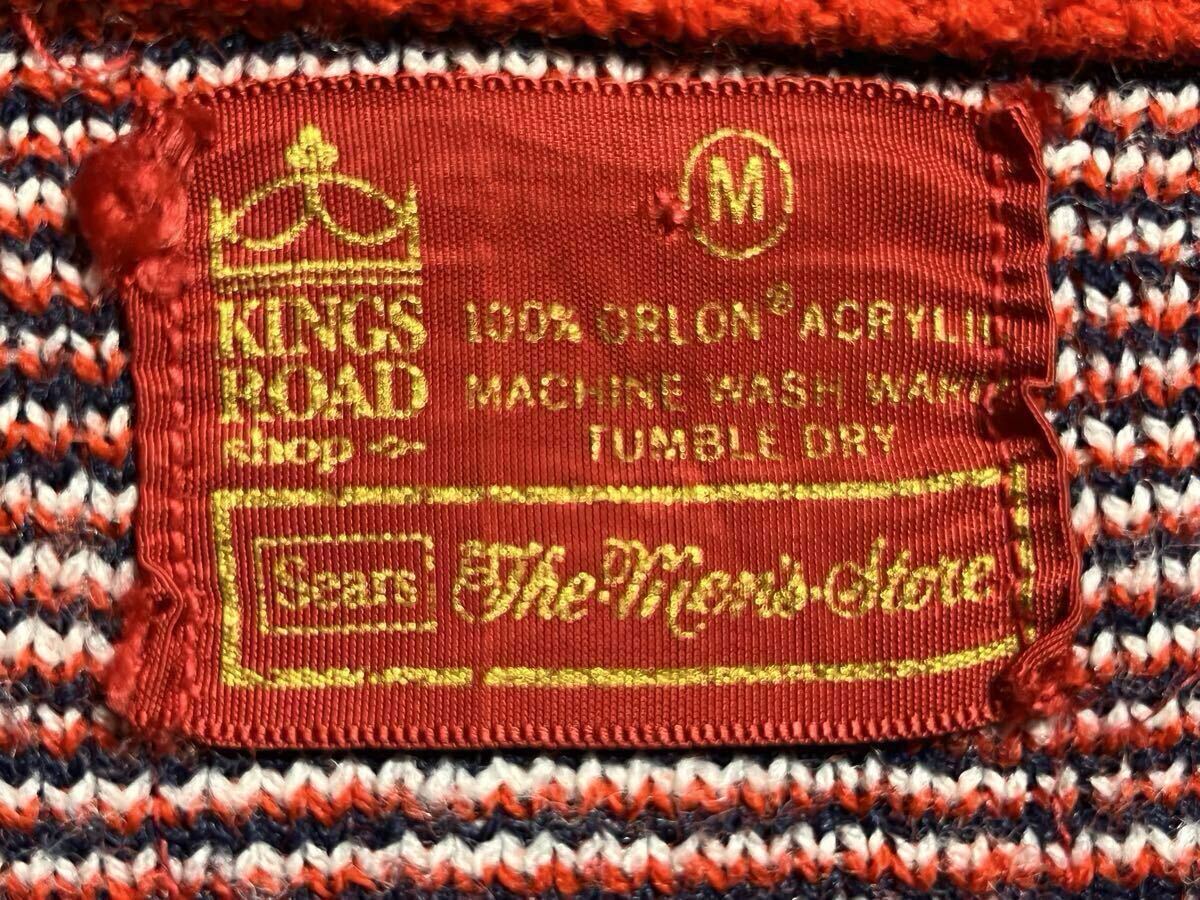 M
KINGS
ROAD
shop
100% ORLON® ACRYLIC
MACHINE WASH WARM
TUMBLE DRY
Sears
The Men's Store